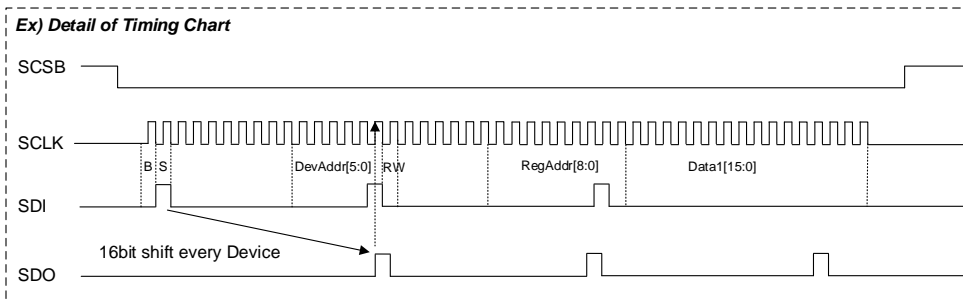 Ex) Detail of Timing Chart
SCSB
SCLK
B S DevAddr[5:0] RW RegAddr[8:0] Data1[15:0]
SDI
16bit shift every Device
SDO